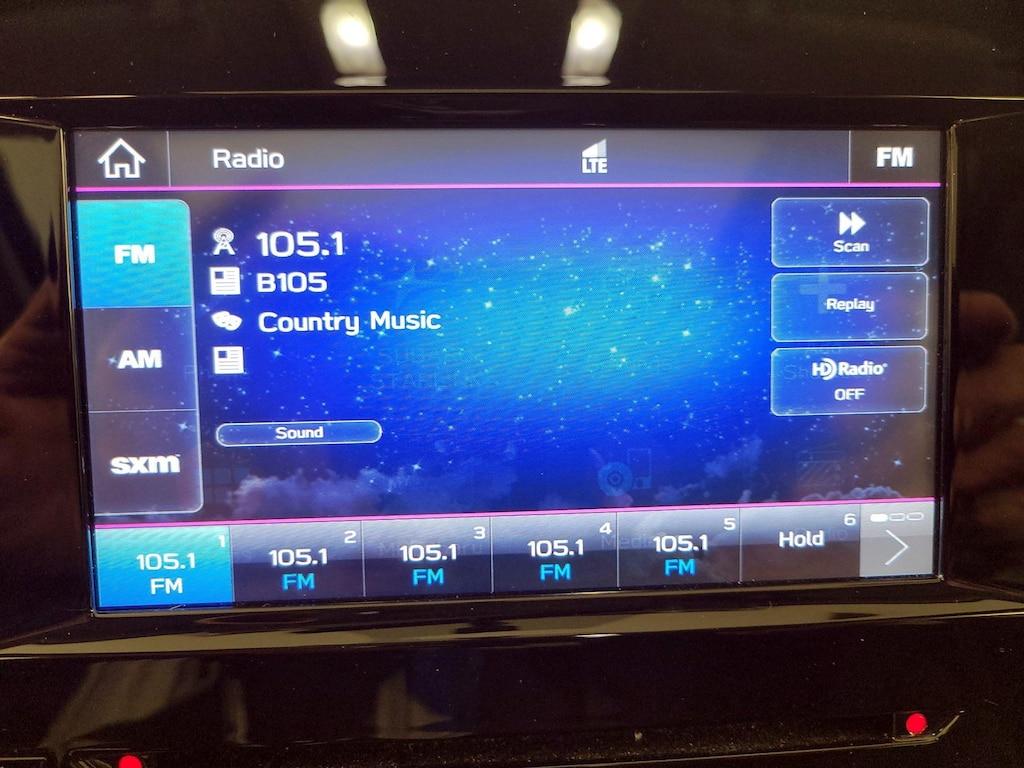 Radio
LTE
FM
FM
105.1
Scan
B105
Replay
Country Music
AM
HD Radio®
OFF
Sound
sxm
1
105.1
FM
2
105.1
FM
3
105.1
FM
4
105.1
FM
5
105.1
FM
6
Hold